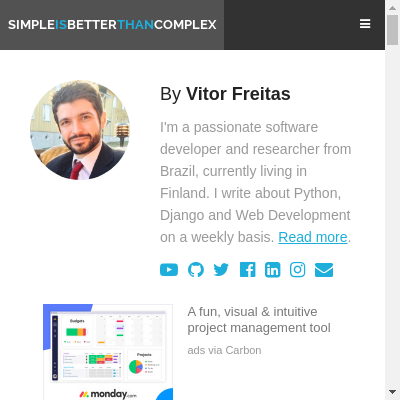 SIMPLEISBETTERTHANCOMPLEX
By Vitor Freitas
I'm a passionate software
developer and researcher from
Brazil, currently living in
Finland. I write about Python,
Django and Web Development
on a weekly basis. Read more.
Budgets
Projects
monday.com
A fun, visual & intuitive
project management tool
ads via Carbon